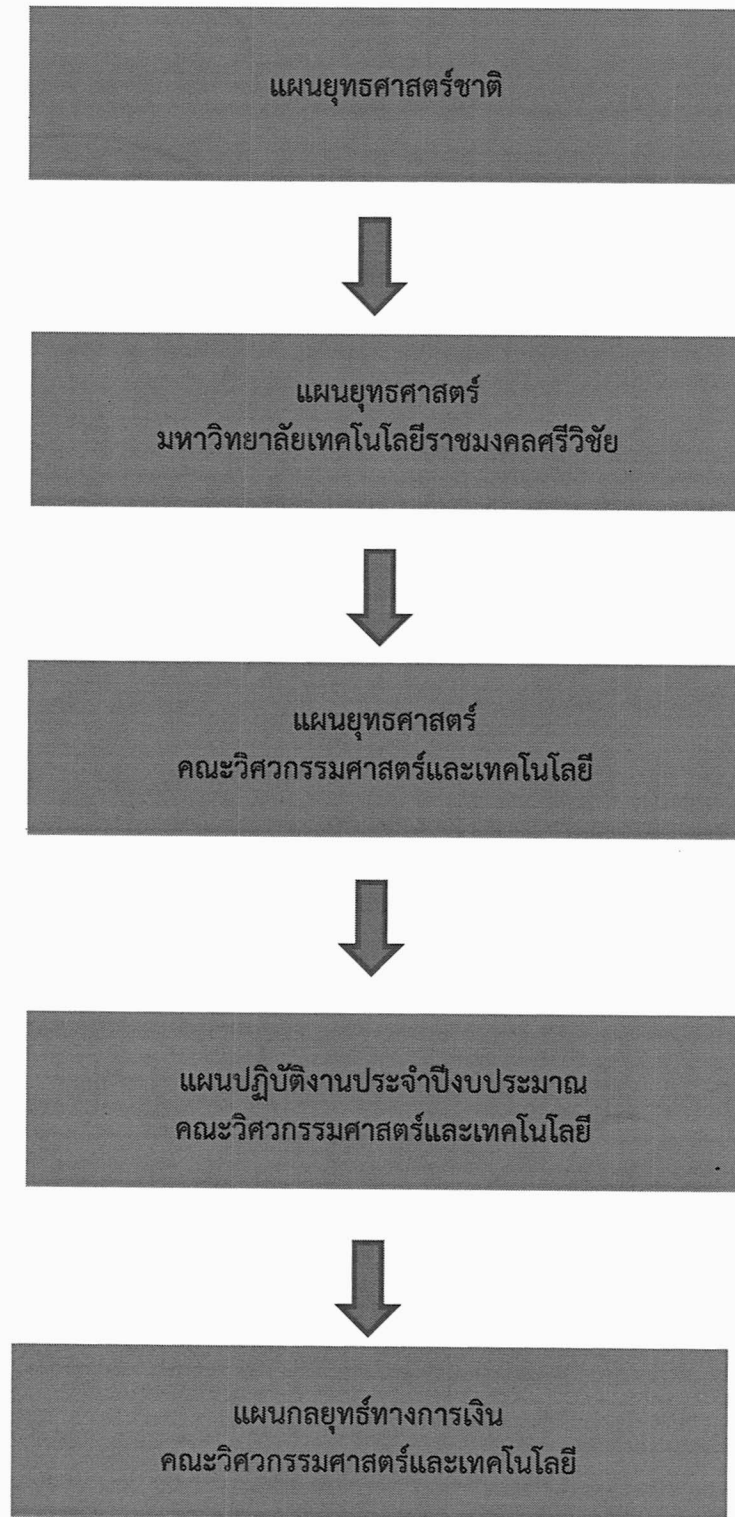 แผนยุทธศาสตร์ชาติ
แผนยุทธศาสตร์
มหาวิทยาลัยเทคโนโลยีราชมงคลศรีวิชัย
แผนยุทธศาสตร์
คณะวิศวกรรมศาสตร์และเทคโนโลยี
แผนปฏิบัติงานประจำปีงบประมาณ
คณะวิศวกรรมศาสตร์และเทคโนโลยี
แผนกลยุทธ์ทางการเงิน
คณะวิศวกรรมศาสตร์และเทคโนโลยี